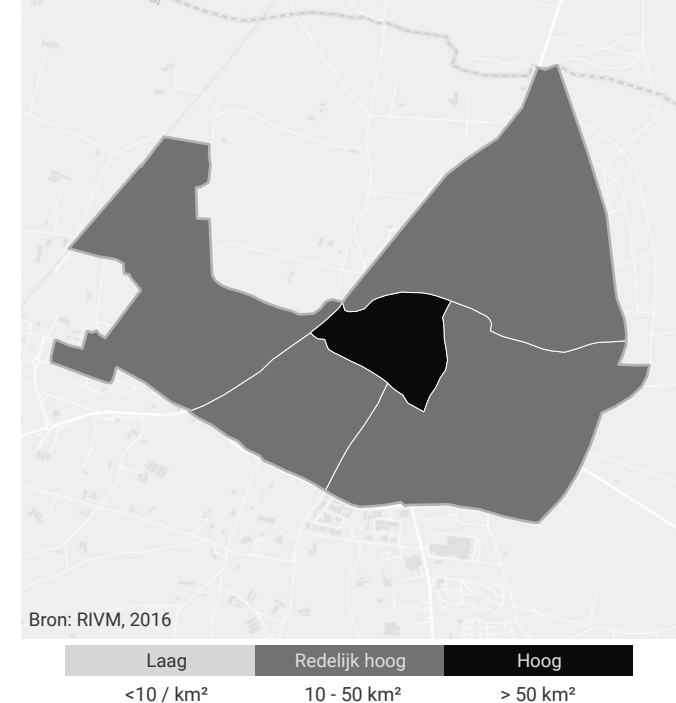 Bron: RIVM, 2016
Laag Redelijk hoog Hoog
<10 / km² 10 - 50 km² > 50 km²